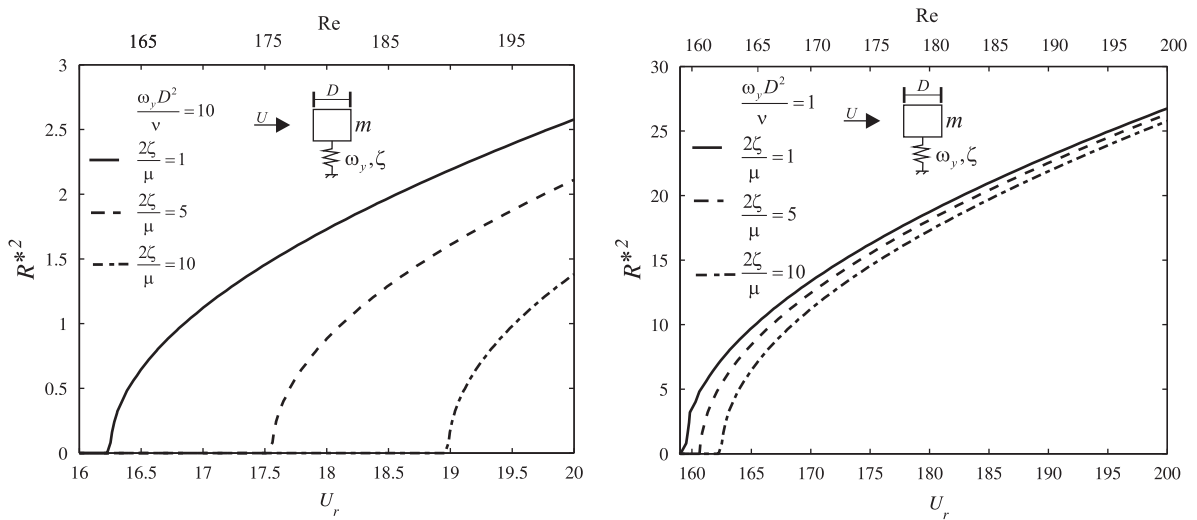 Re
165 175 185 195
3
2.5
2
1.5
1
0.5
0
R*²
ω_y D²/ν = 10
2ζ/μ = 1
2ζ/μ = 5
2ζ/μ = 10
D
U
m
ω_y, ζ
16 16.5 17 17.5 18 18.5 19 19.5 20
U_r
Re
160 165 170 175 180 185 190 195 200
30
25
20
15
10
5
0
R*²
ω_y D²/ν = 1
2ζ/μ = 1
2ζ/μ = 5
2ζ/μ = 10
D
U
m
ω_y, ζ
160 165 170 175 180 185 190 195 200
U_r